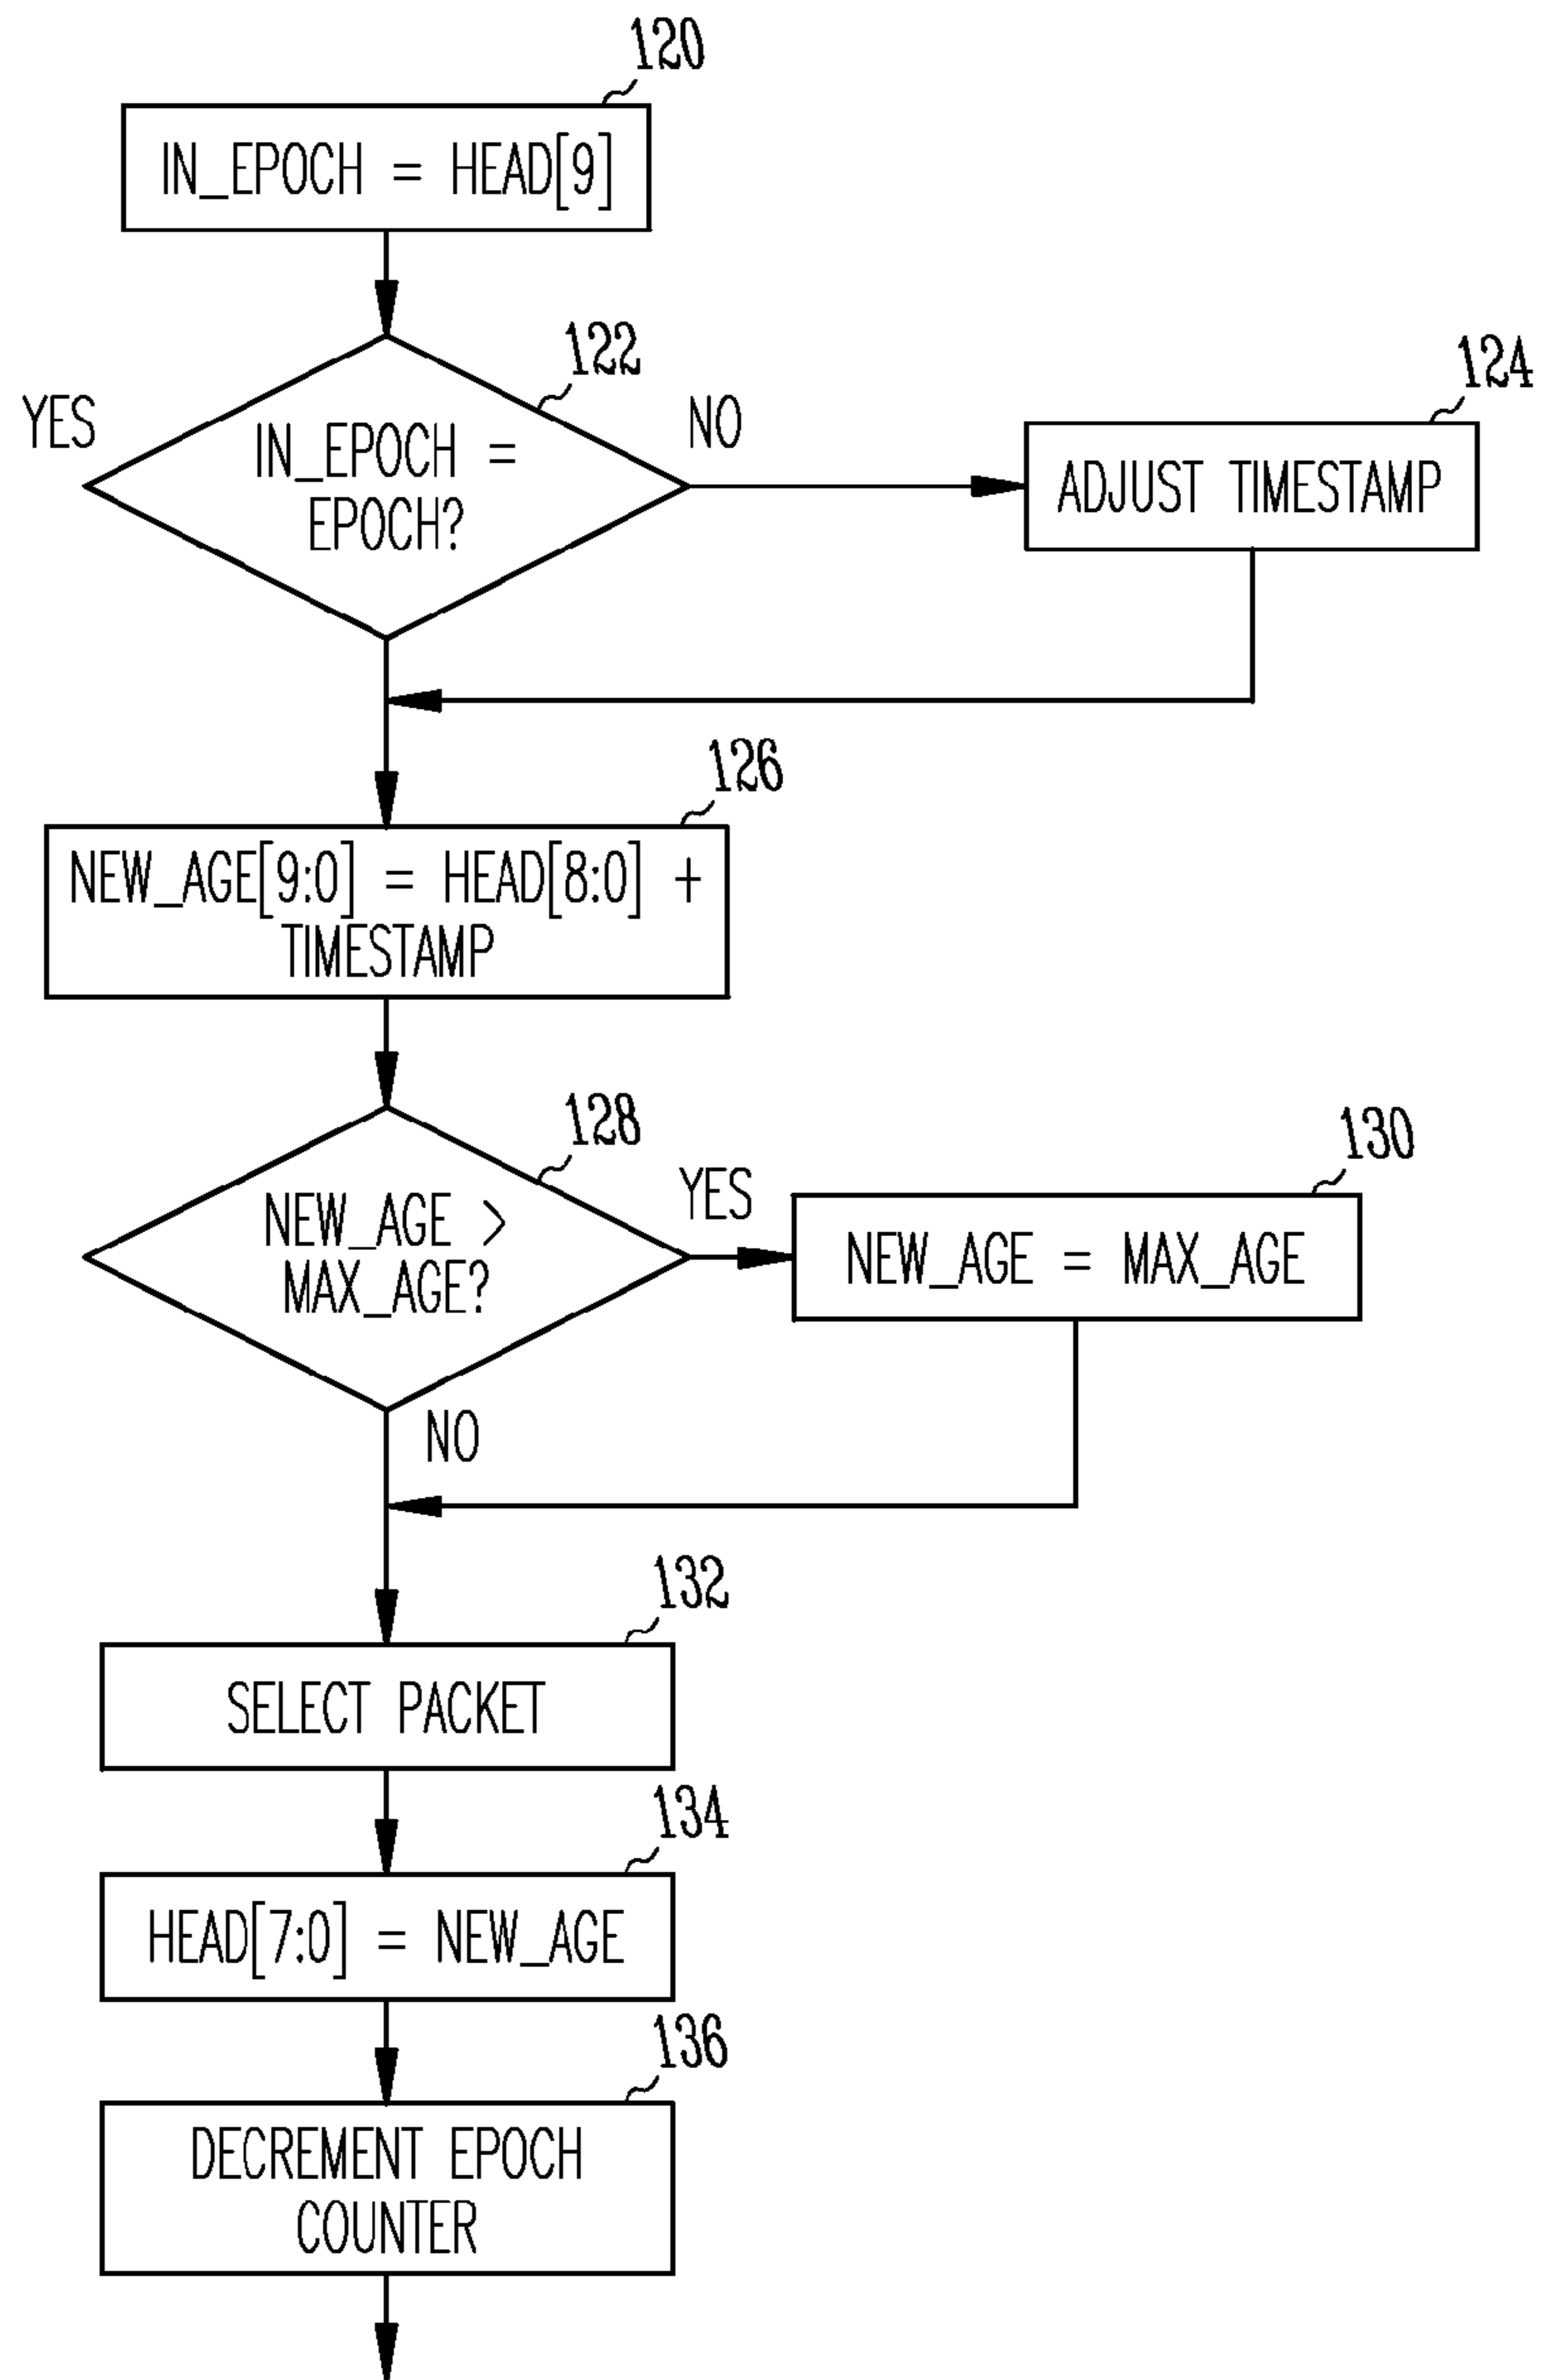 120
IN_EPOCH = HEAD[9]
122
YES
NO
IN_EPOCH =
EPOCH?
124
ADJUST TIMESTAMP
126
NEW_AGE[9:0] = HEAD[8:0] +
TIMESTAMP
128
YES
NEW_AGE >
MAX_AGE?
130
NEW_AGE = MAX_AGE
NO
132
SELECT PACKET
134
HEAD[7:0] = NEW_AGE
136
DECREMENT EPOCH
COUNTER